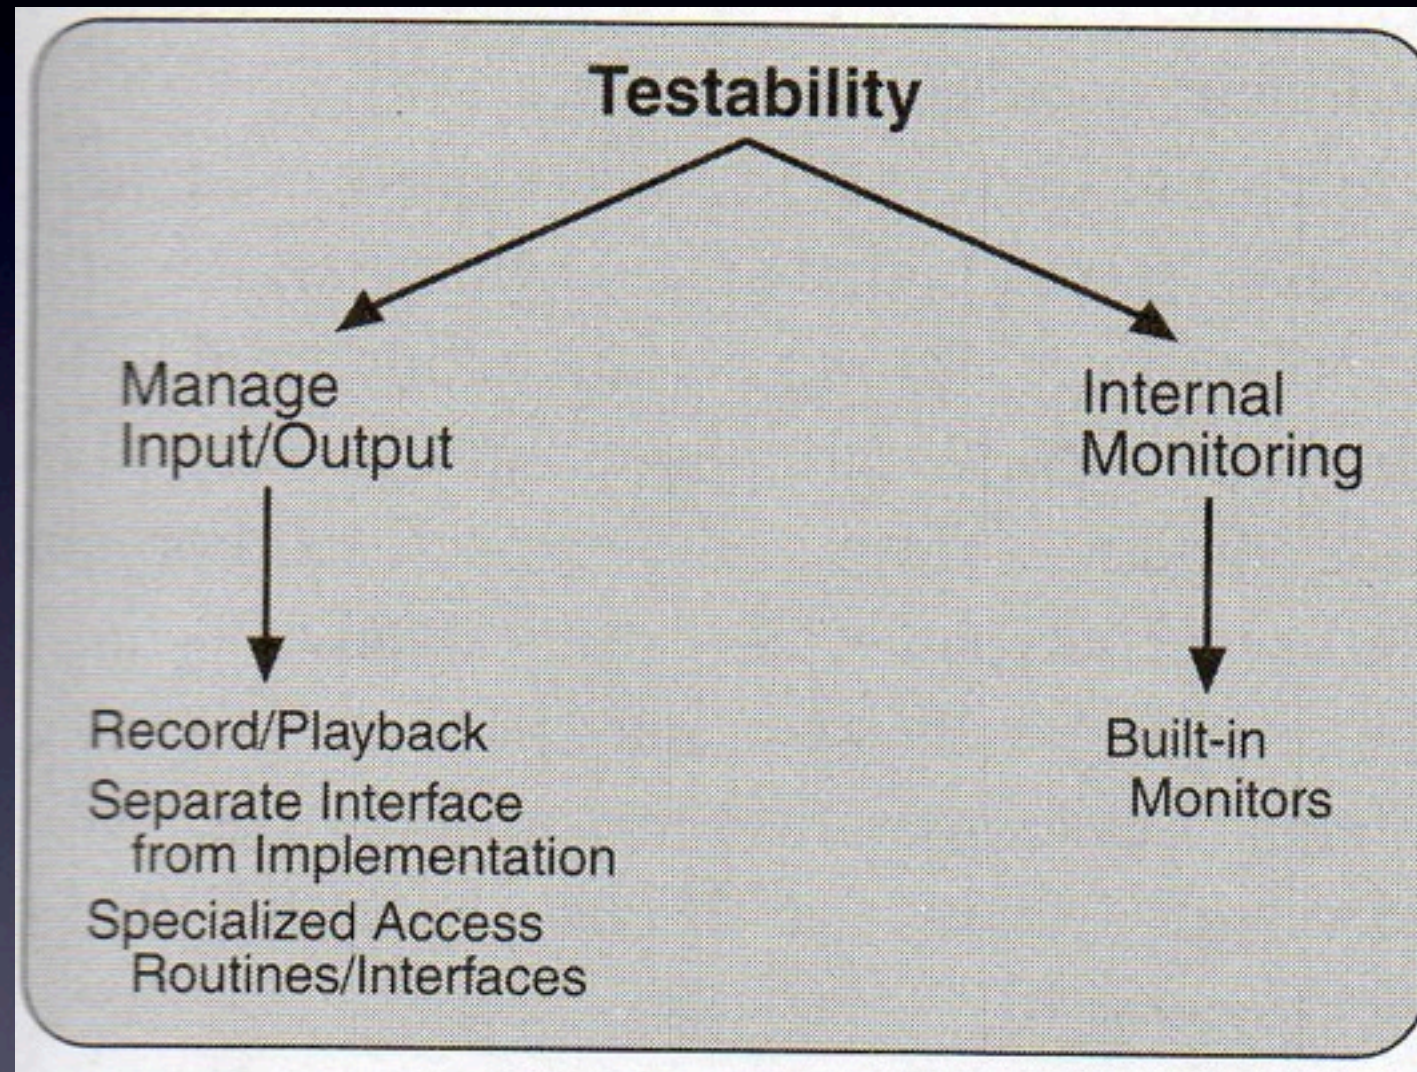 Testability
Manage
Input/Output
Internal
Monitoring
Record/Playback
Separate Interface
from Implementation
Specialized Access
Routines/Interfaces
Built-in
Monitors